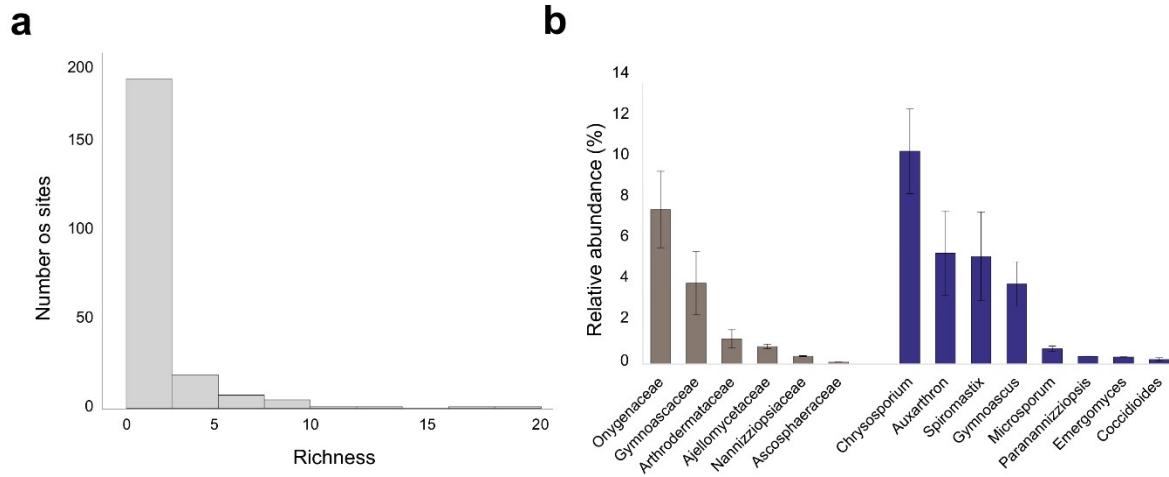 a
200
150
100
50
0
Number os sites
0 5 10 15 20
Richness
b
14
12
10
8
6
4
2
0
Relative abundance (%)
Onygenaceae
Gymnoascaceae
Arthrodermataceae
Ajellomycetaceae
Nannizziopsiaceae
Ascosphaeraceae
Chrysosporium
Auxarthron
Spiromastix
Gymnoascus
Microsporum
Paranannizziopsis
Emergomyces
Coccidioides